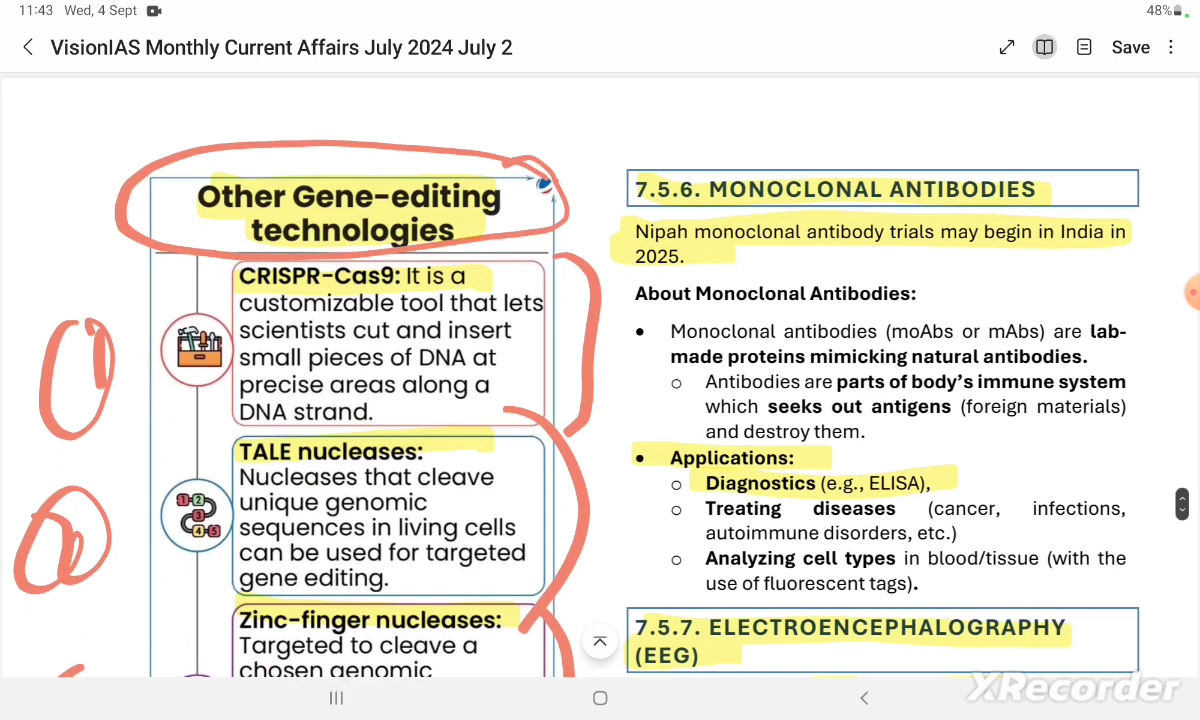 11:43 Wed, 4 Sept
48%
VisionIAS Monthly Current Affairs July 2024 July 2
Save
Other Gene-editing
technologies
CRISPR-Cas9: It is a
customizable tool that lets
scientists cut and insert
small pieces of DNA at
precise areas along a
DNA strand.
1 2
3
4 5
TALE nucleases:
Nucleases that cleave
unique genomic
sequences in living cells
can be used for targeted
gene editing.
Zinc-finger nucleases:
Targeted to cleave a
chosen genomic
7.5.6. MONOCLONAL ANTIBODIES
Nipah monoclonal antibody trials may begin in India in
2025.
About Monoclonal Antibodies:
• Monoclonal antibodies (moAbs or mAbs) are lab-
made proteins mimicking natural antibodies.
o Antibodies are parts of body's immune system
which seeks out antigens (foreign materials)
and destroy them.
• Applications:
o Diagnostics (e.g., ELISA),
o Treating diseases (cancer, infections,
autoimmune disorders, etc.)
o Analyzing cell types in blood/tissue (with the
use of fluorescent tags).
7.5.7. ELECTROENCEPHALOGRAPHY
(EEG)
XRecorder